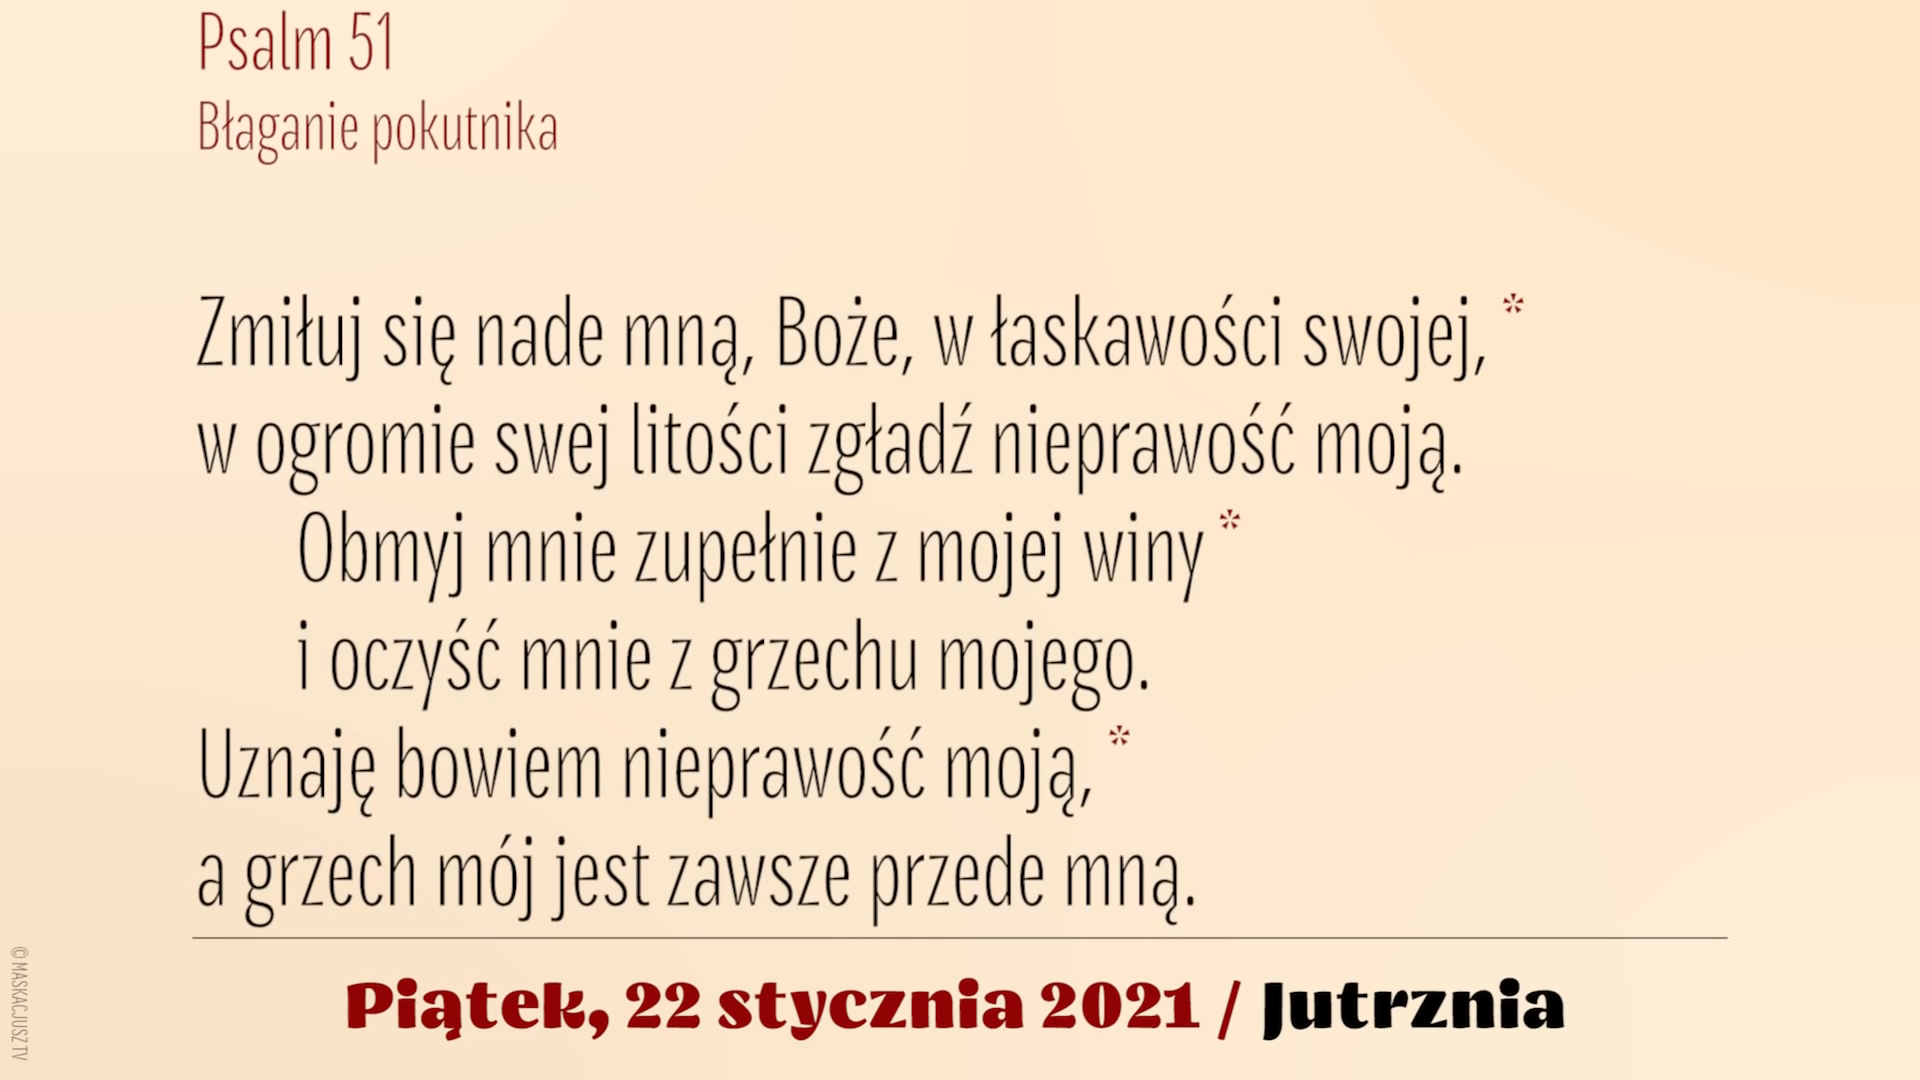 Psalm 51
Błaganie pokutnika
Zmiłuj się nade mną, Boże, w łaskawości swojej, *
w ogromie swej litości zgładź nieprawość moją.
Obmyj mnie zupełnie z mojej winy *
i oczyść mnie z grzechu mojego.
Uznaję bowiem nieprawość moją, *
a grzech mój jest zawsze przede mną.
Piątek, 22 stycznia 2021 / Jutrznia
© MASKACJUSZ TV